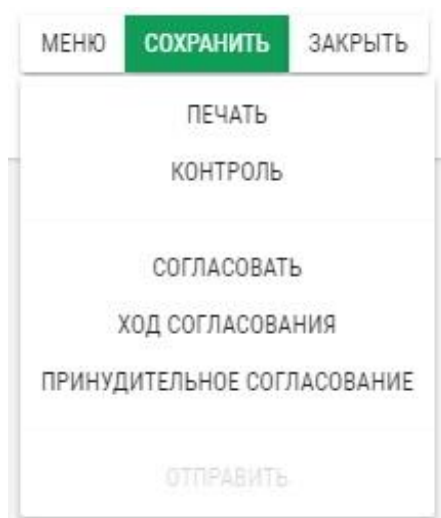 МЕНЮ СОХРАНИТЬ ЗАКРЫТЬ
ПЕЧАТЬ
КОНТРОЛЬ
СОГЛАСОВАТЬ
ХОД СОГЛАСОВАНИЯ
ПРИНУДИТЕЛЬНОЕ СОГЛАСОВАНИЕ
ОТПРАВИТЬ